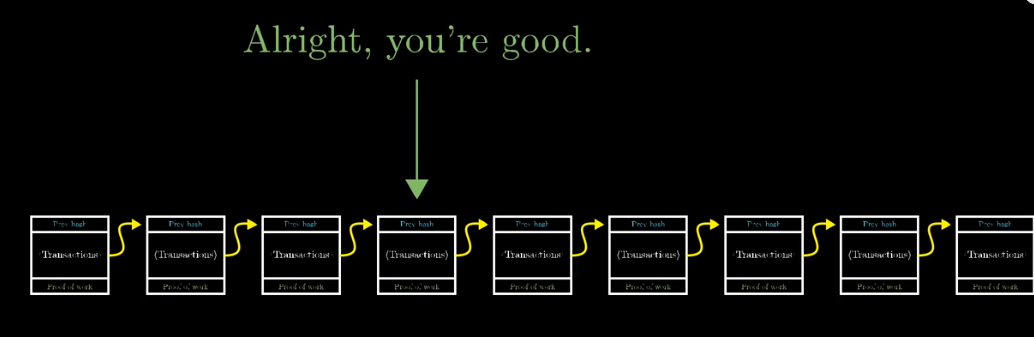 Alright, you're good.
Prev hash Prev hash Prev hash Prev hash Prev hash Prev hash Prev hash Prev hash Prev hash
⟨Transactions⟩ ⟨Transactions⟩ ⟨Transactions⟩ ⟨Transactions⟩ ⟨Transactions⟩ ⟨Transactions⟩ ⟨Transactions⟩ ⟨Transactions⟩ ⟨Transactions⟩
Proof of work Proof of work Proof of work Proof of work Proof of work Proof of work Proof of work Proof of work Proof of work